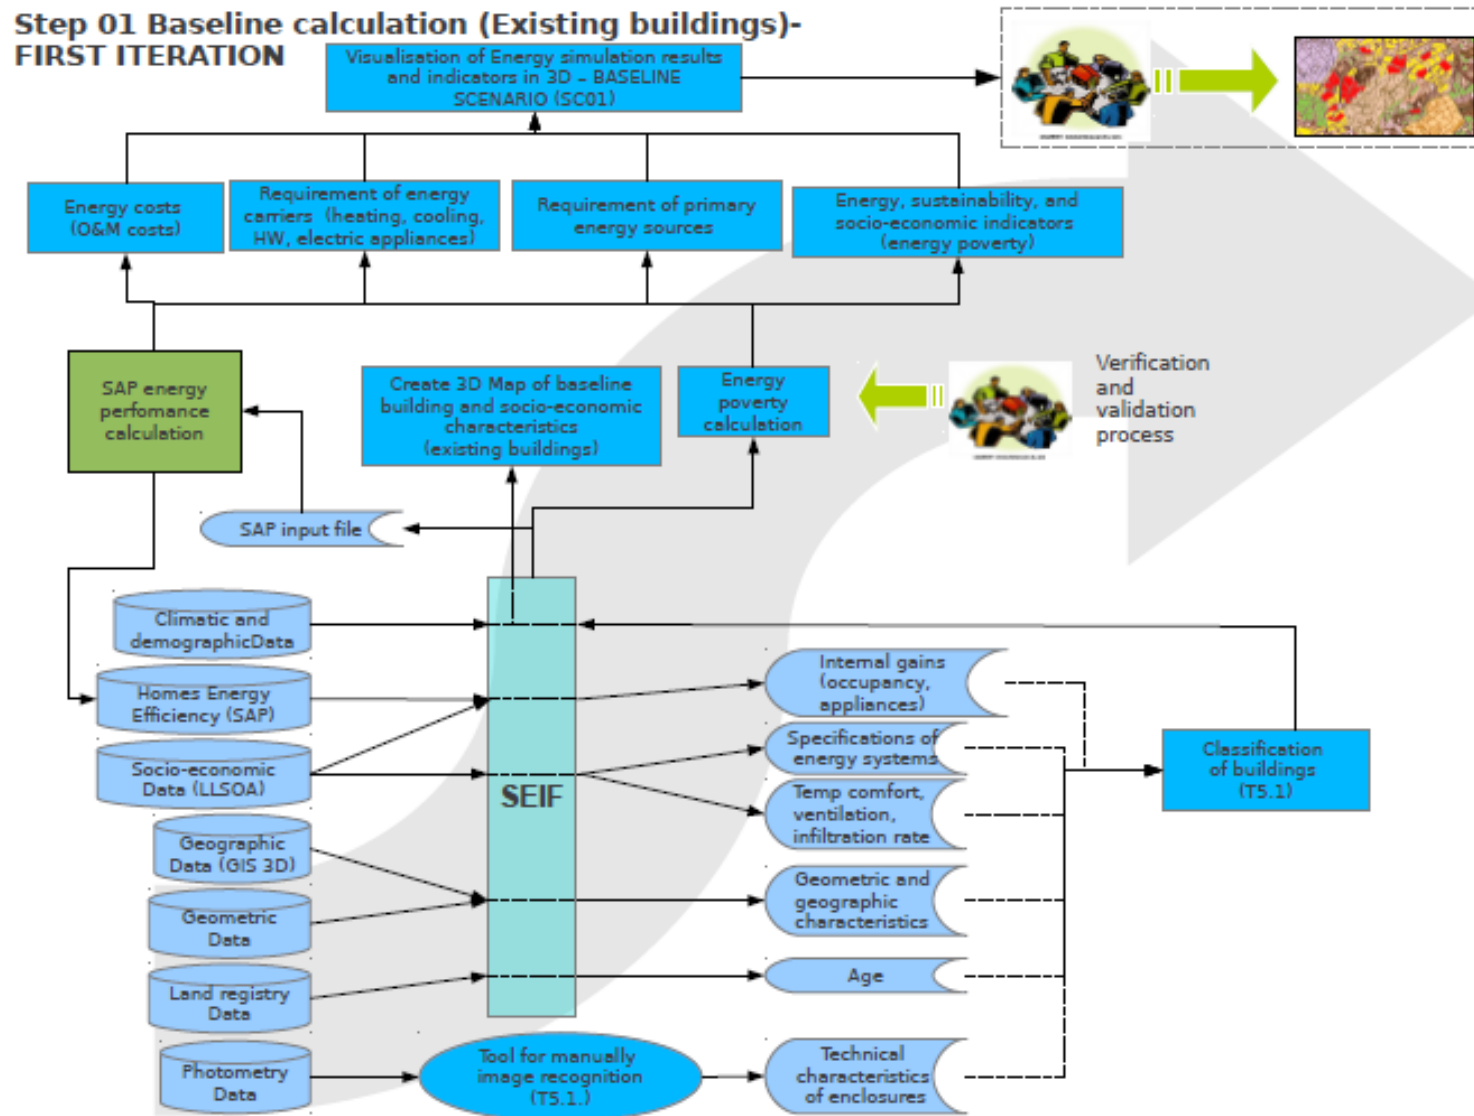 Step 01 Baseline calculation (Existing buildings)-
FIRST ITERATION
Visualisation of Energy simulation results
and indicators in 3D – BASELINE
SCENARIO (SC01)
Energy costs
(O&M costs)
Requirement of energy
carriers (heating, cooling,
HW, electric appliances)
Requirement of primary
energy sources
Energy, sustainability, and
socio-economic indicators
(energy poverty)
SAP energy
perfomance
calculation
Create 3D Map of baseline
building and socio-economic
characteristics
(existing buildings)
Energy
poverty
calculation
Verification
and
validation
process
SAP input file
Climatic and
demographicData
Homes Energy
Efficiency (SAP)
Socio-economic
Data (LLSOA)
Geographic
Data (GIS 3D)
Geometric
Data
Land registry
Data
Photometry
Data
SEIF
Tool for manually
image recognition
(T5.1.)
Internal gains
(occupancy,
appliances)
Specifications of
energy systems
Temp comfort,
ventilation,
infiltration rate
Geometric and
geographic
characteristics
Age
Technical
characteristics
of enclosures
Classification
of buildings
(T5.1)